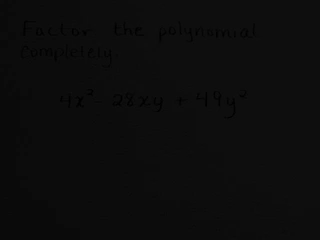 Factor the polynomial
completely
4x² - 28xy + 49y²